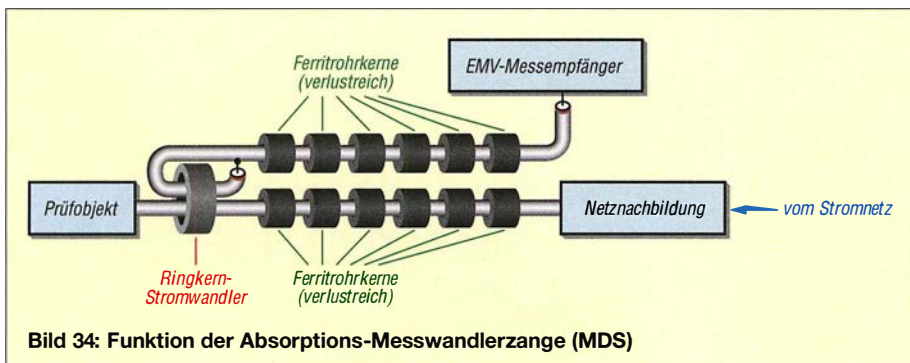 Ferritrohrkerne
(verlustreich)
EMV-Messempfänger
Prüfobjekt
Netznachbildung
vom Stromnetz
Ringkern-
Stromwandler
Ferritrohrkerne
(verlustreich)
Bild 34: Funktion der Absorptions-Messwandlerzange (MDS)